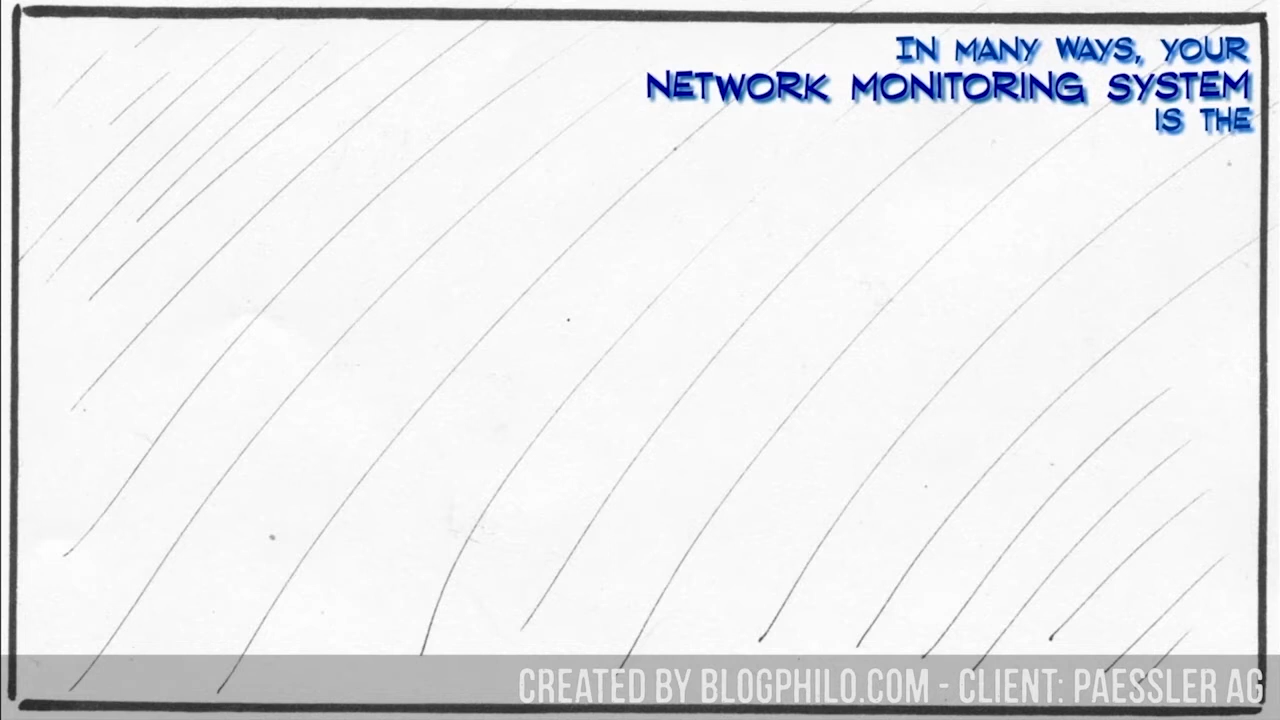 IN MANY WAYS, YOUR
NETWORK MONITORING SYSTEM
IS THE
CREATED BY BLOGPHILO.COM - CLIENT: PAESSLER AG